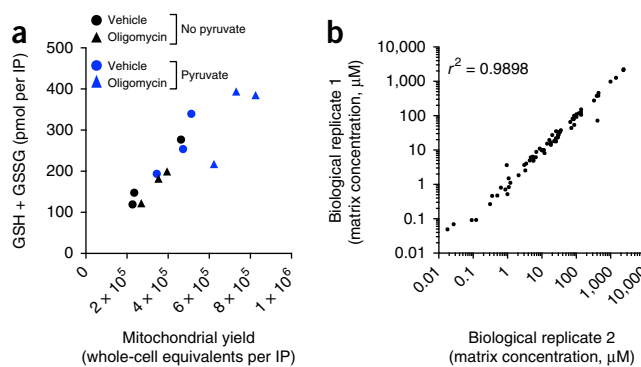 a
Vehicle
Oligomycin
No pyruvate
Vehicle
Oligomycin
Pyruvate
GSH + GSSG (pmol per IP)
500
400
300
200
100
0
0
2 × 10⁵
4 × 10⁵
6 × 10⁵
8 × 10⁵
1 × 10⁶
Mitochondrial yield
(whole-cell equivalents per IP)
b
r² = 0.9898
Biological replicate 1
(matrix concentration, µM)
10,000
1,000
100
10
1
0.1
0.01
0.01
0.1
1
10
100
1,000
10,000
Biological replicate 2
(matrix concentration, µM)